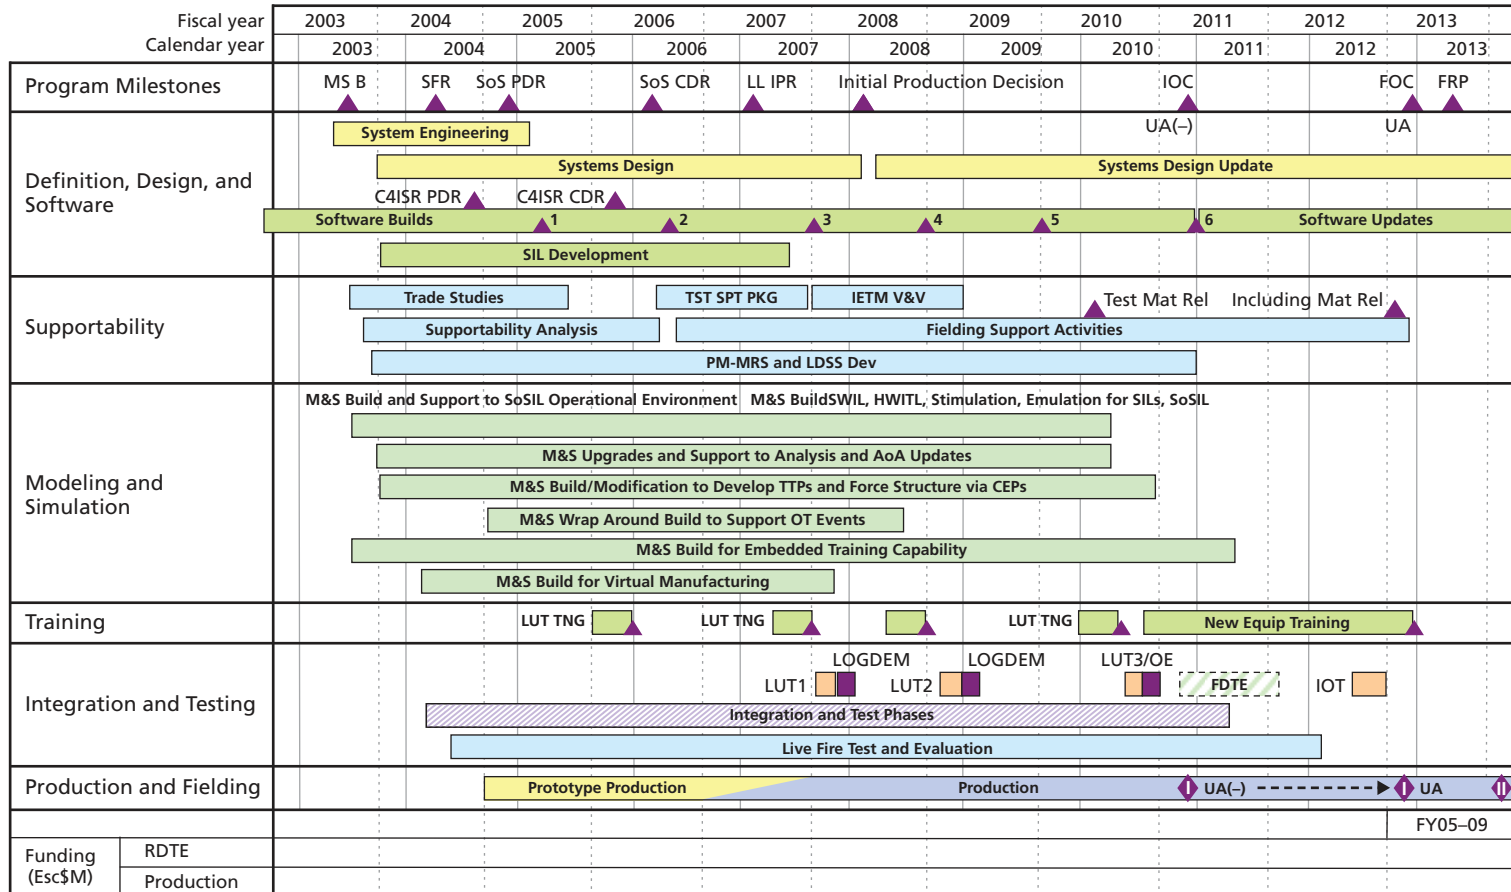 Fiscal year 2003 2004 2005 2006 2007 2008 2009 2010 2011 2012 2013
Calendar year 2003 2004 2005 2006 2007 2008 2009 2010 2011 2012 2013
Program Milestones
MS B SFR SoS PDR SoS CDR LL IPR Initial Production Decision IOC FOC FRP
UA(–) UA
Definition, Design, and
Software
System Engineering
Systems Design Systems Design Update
C4ISR PDR C4ISR CDR
Software Builds 1 2 3 4 5 6 Software Updates
SIL Development
Supportability
Trade Studies TST SPT PKG IETM V&V Test Mat Rel Including Mat Rel
Supportability Analysis Fielding Support Activities
PM-MRS and LDSS Dev
Modeling and
Simulation
M&S Build and Support to SoSIL Operational Environment M&S BuildSWIL, HWITL, Stimulation, Emulation for SILs, SoSIL
M&S Upgrades and Support to Analysis and AoA Updates
M&S Build/Modification to Develop TTPs and Force Structure via CEPs
M&S Wrap Around Build to Support OT Events
M&S Build for Embedded Training Capability
M&S Build for Virtual Manufacturing
Training
LUT TNG LUT TNG LUT TNG New Equip Training
Integration and Testing
LOGDEM LOGDEM LUT3/OE
LUT1 LUT2 FDTE IOT
Integration and Test Phases
Live Fire Test and Evaluation
Production and Fielding
Prototype Production Production I UA(–) I UA II
FY05–09
Funding
(Esc$M)
RDTE
Production